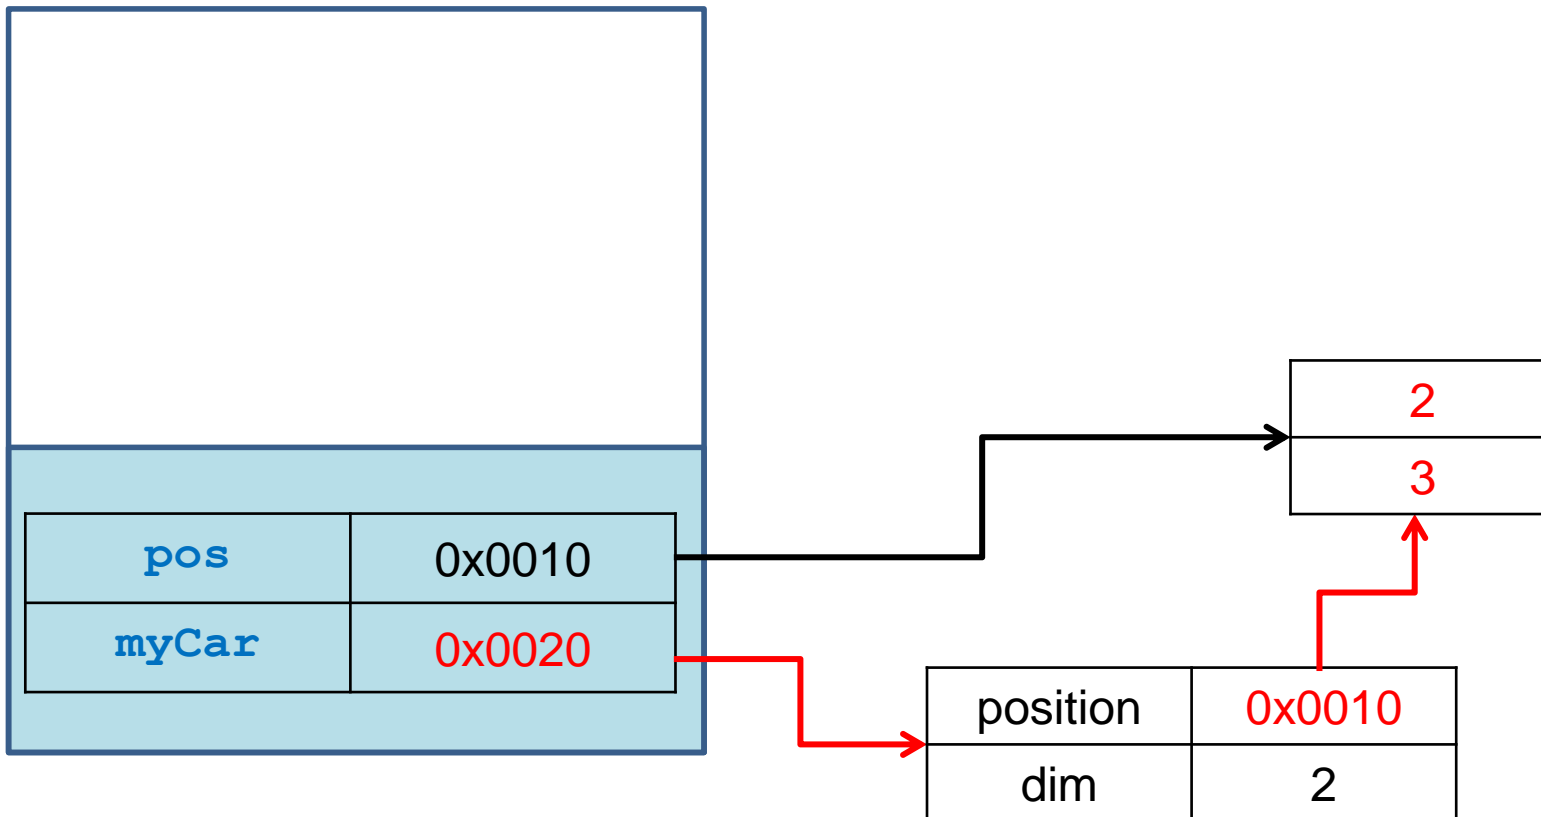 2
3
pos 0x0010
myCar 0x0020
position 0x0010
dim 2